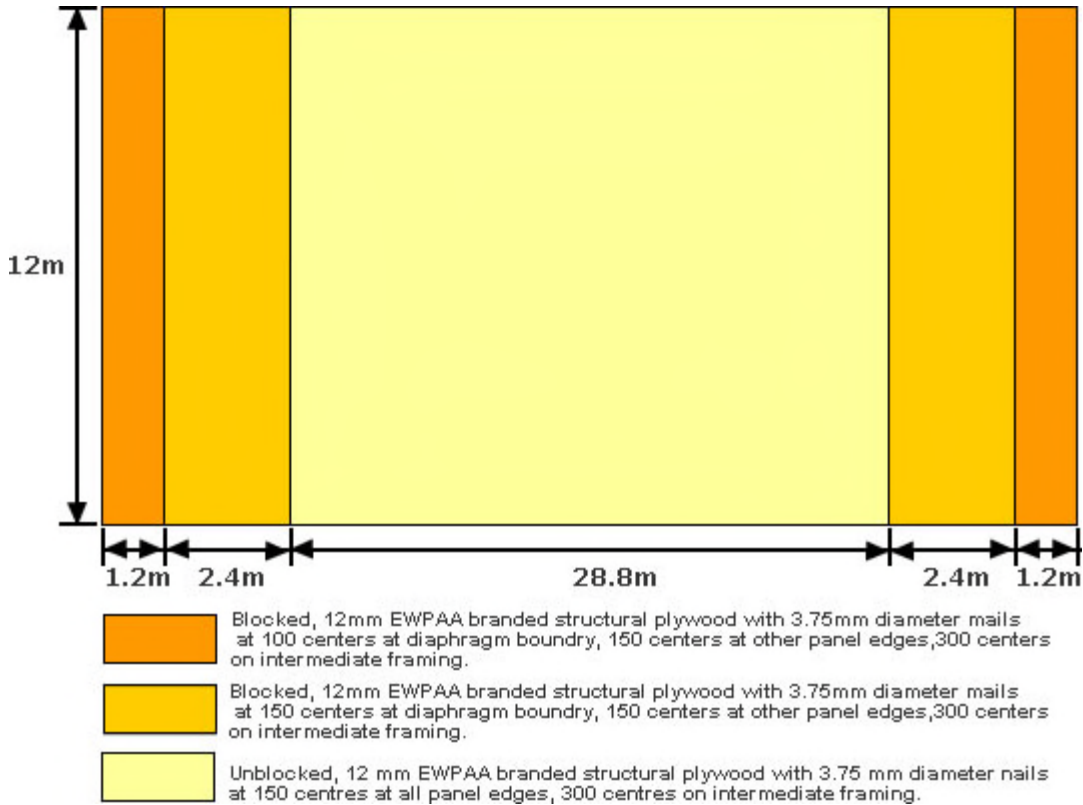 12m
1.2m 2.4m 28.8m 2.4m 1.2m
Blocked, 12mm EWPAA branded structural plywood with 3.75mm diameter mails
at 100 centers at diaphragm boundry, 150 centers at other panel edges,300 centers
on intermediate framing.
Blocked, 12mm EWPAA branded structural plywood with 3.75mm diameter mails
at 150 centers at diaphragm boundry, 150 centers at other panel edges,300 centers
on intermediate framing.
Unblocked, 12 mm EWPAA branded structural plywood with 3.75 mm diameter nails
at 150 centres at all panel edges, 300 centres on intermediate framing.